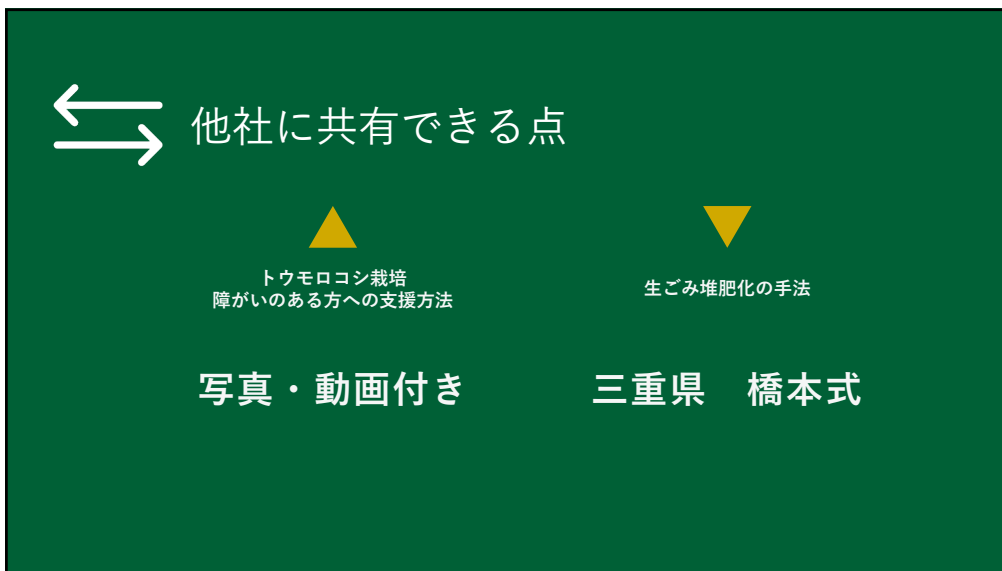 他社に共有できる点
トウモロコシ栽培
障がいのある方への支援方法
写真・動画付き
生ごみ堆肥化の手法
三重県　橋本式